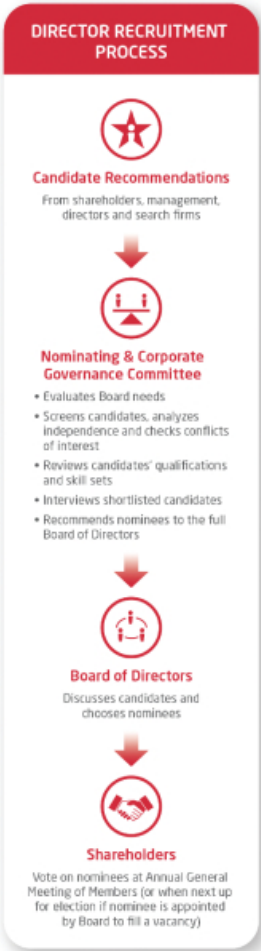 DIRECTOR RECRUITMENT
PROCESS
Candidate Recommendations
From shareholders, management,
directors and search firms
Nominating & Corporate
Governance Committee
• Evaluates Board needs
• Screens candidates, analyzes
independence and checks conflicts
of interest
• Reviews candidates' qualifications
and skill sets
• Interviews shortlisted candidates
• Recommends nominees to the full
Board of Directors
Board of Directors
Discusses candidates and
chooses nominees
Shareholders
Vote on nominees at Annual General
Meeting of Members (or when next up
for election if nominee is appointed
by Board to fill a vacancy)